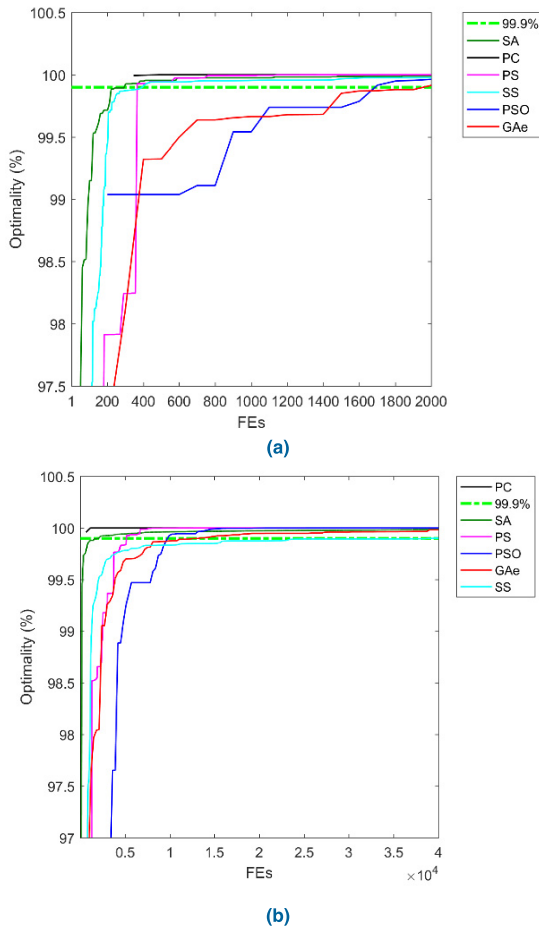 100.5
100
99.5
99
98.5
98
97.5
Optimality (%)
1 200 400 600 800 1000 1200 1400 1600 1800 2000
FEs
99.9%
SA
PC
PS
SS
PSO
GAe
(a)
100.5
100
99.5
99
98.5
98
97.5
97
Optimality (%)
0.5 1 1.5 2 2.5 3 3.5 4
FEs
×10⁴
PC
99.9%
SA
PS
PSO
GAe
SS
(b)